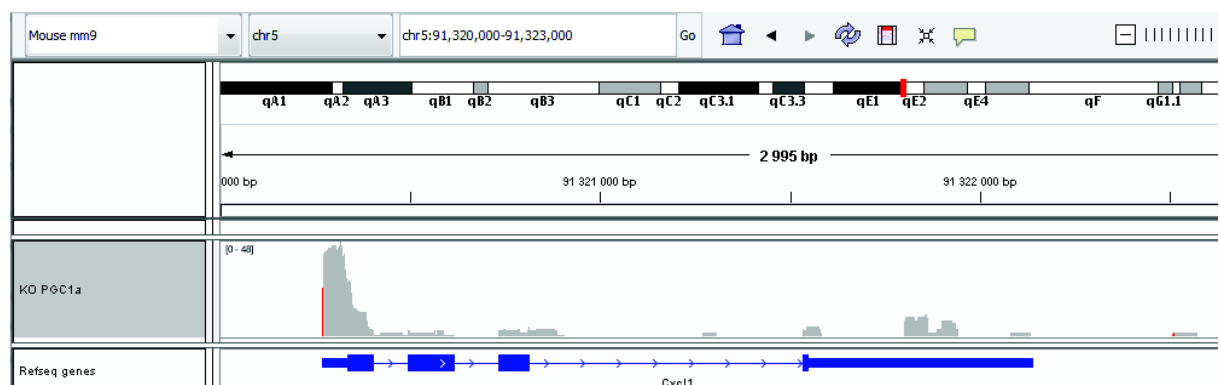 Mouse mm9 chr5 chr5:91,320,000-91,323,000 Go
qA1 qA2 qA3 qB1 qB2 qB3 qC1 qC2 qC3.1 qC3.3 qE1 qE2 qE4 qF qG1.1
2 995 bp
000 bp 91 321 000 bp 91 322 000 bp
[0 - 48]
KO PGC1a
Refseq genes
Cxcl1